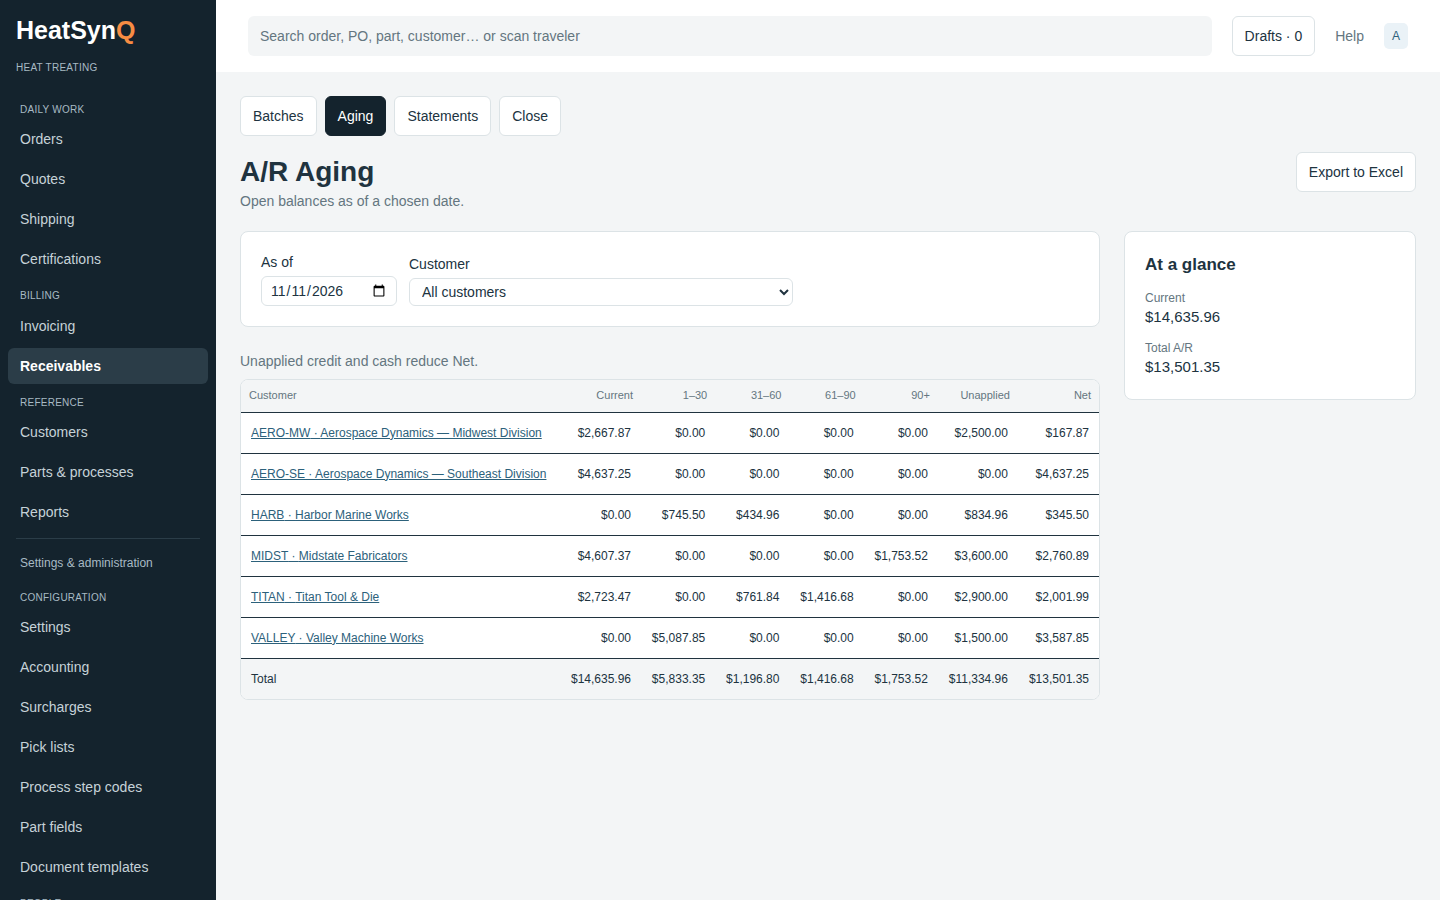 HeatSynQ
HEAT TREATING
DAILY WORK
Orders
Quotes
Shipping
Certifications
BILLING
Invoicing
Receivables
REFERENCE
Customers
Parts & processes
Reports
Settings & administration
CONFIGURATION
Settings
Accounting
Surcharges
Pick lists
Process step codes
Part fields
Document templates
Search order, PO, part, customer… or scan traveler
Drafts · 0
Help
A
Batches
Aging
Statements
Close
A/R Aging
Export to Excel
Open balances as of a chosen date.
As of
11/11/2026
Customer
All customers
At a glance
Current
$14,635.96
Total A/R
$13,501.35
Unapplied credit and cash reduce Net.
Customer Current 1–30 31–60 61–90 90+ Unapplied Net
AERO-MW · Aerospace Dynamics — Midwest Division $2,667.87 $0.00 $0.00 $0.00 $0.00 $2,500.00 $167.87
AERO-SE · Aerospace Dynamics — Southeast Division $4,637.25 $0.00 $0.00 $0.00 $0.00 $0.00 $4,637.25
HARB · Harbor Marine Works $0.00 $745.50 $434.96 $0.00 $0.00 $834.96 $345.50
MIDST · Midstate Fabricators $4,607.37 $0.00 $0.00 $0.00 $1,753.52 $3,600.00 $2,760.89
TITAN · Titan Tool & Die $2,723.47 $0.00 $761.84 $1,416.68 $0.00 $2,900.00 $2,001.99
VALLEY · Valley Machine Works $0.00 $5,087.85 $0.00 $0.00 $0.00 $1,500.00 $3,587.85
Total $14,635.96 $5,833.35 $1,196.80 $1,416.68 $1,753.52 $11,334.96 $13,501.35